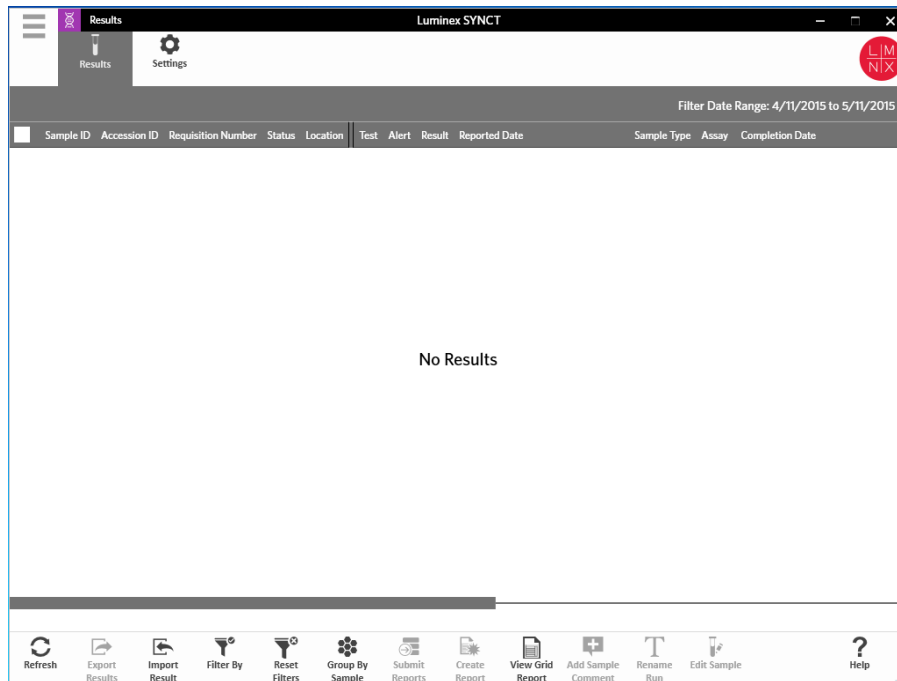 Results
Luminex SYNCT
Results
Settings
L M
N X
Filter Date Range: 4/11/2015 to 5/11/2015
Sample ID Accession ID Requisition Number Status Location Test Alert Result Reported Date Sample Type Assay Completion Date
No Results
Refresh
Export
Results
Import
Result
Filter By
Reset
Filters
Group By
Sample
Submit
Reports
Create
Report
View Grid
Report
Add Sample
Comment
Rename
Run
Edit Sample
?
Help